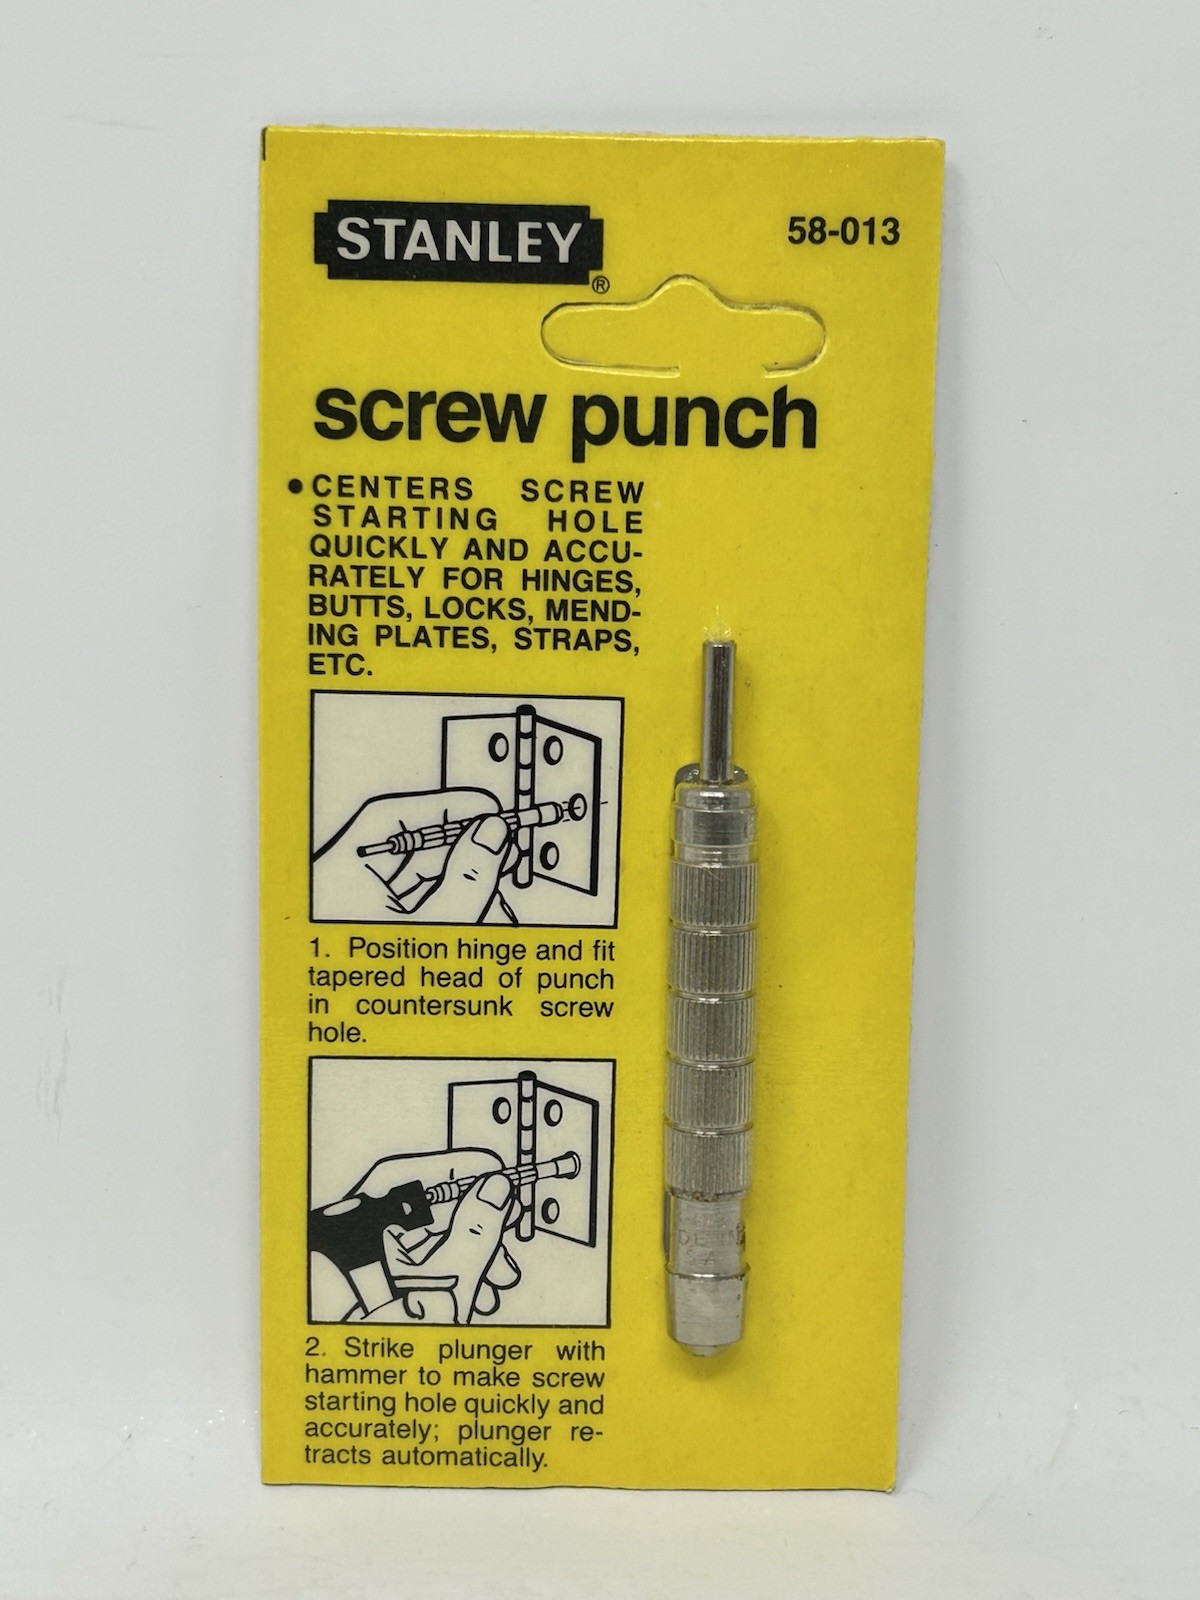 STANLEY®
58-013
screw punch
• CENTERS SCREW
STARTING HOLE
QUICKLY AND ACCU-
RATELY FOR HINGES,
BUTTS, LOCKS, MEND-
ING PLATES, STRAPS,
ETC.
1. Position hinge and fit
tapered head of punch
in countersunk screw
hole.
2. Strike plunger with
hammer to make screw
starting hole quickly and
accurately; plunger re-
tracts automatically.